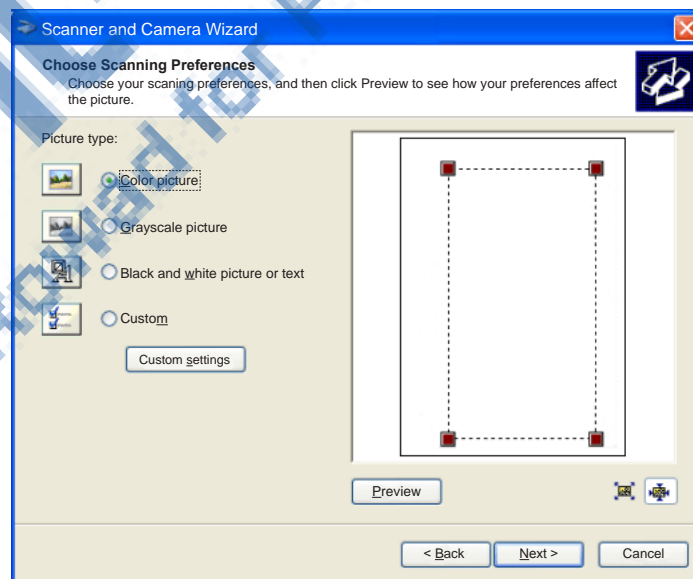 Scanner and Camera Wizard
Choose Scanning Preferences
Choose your scaning preferences, and then click Preview to see how your preferences affect
the picture.
Picture type:
Color picture
Grayscale picture
Black and white picture or text
Custom
Custom settings
Preview
< Back
Next >
Cancel